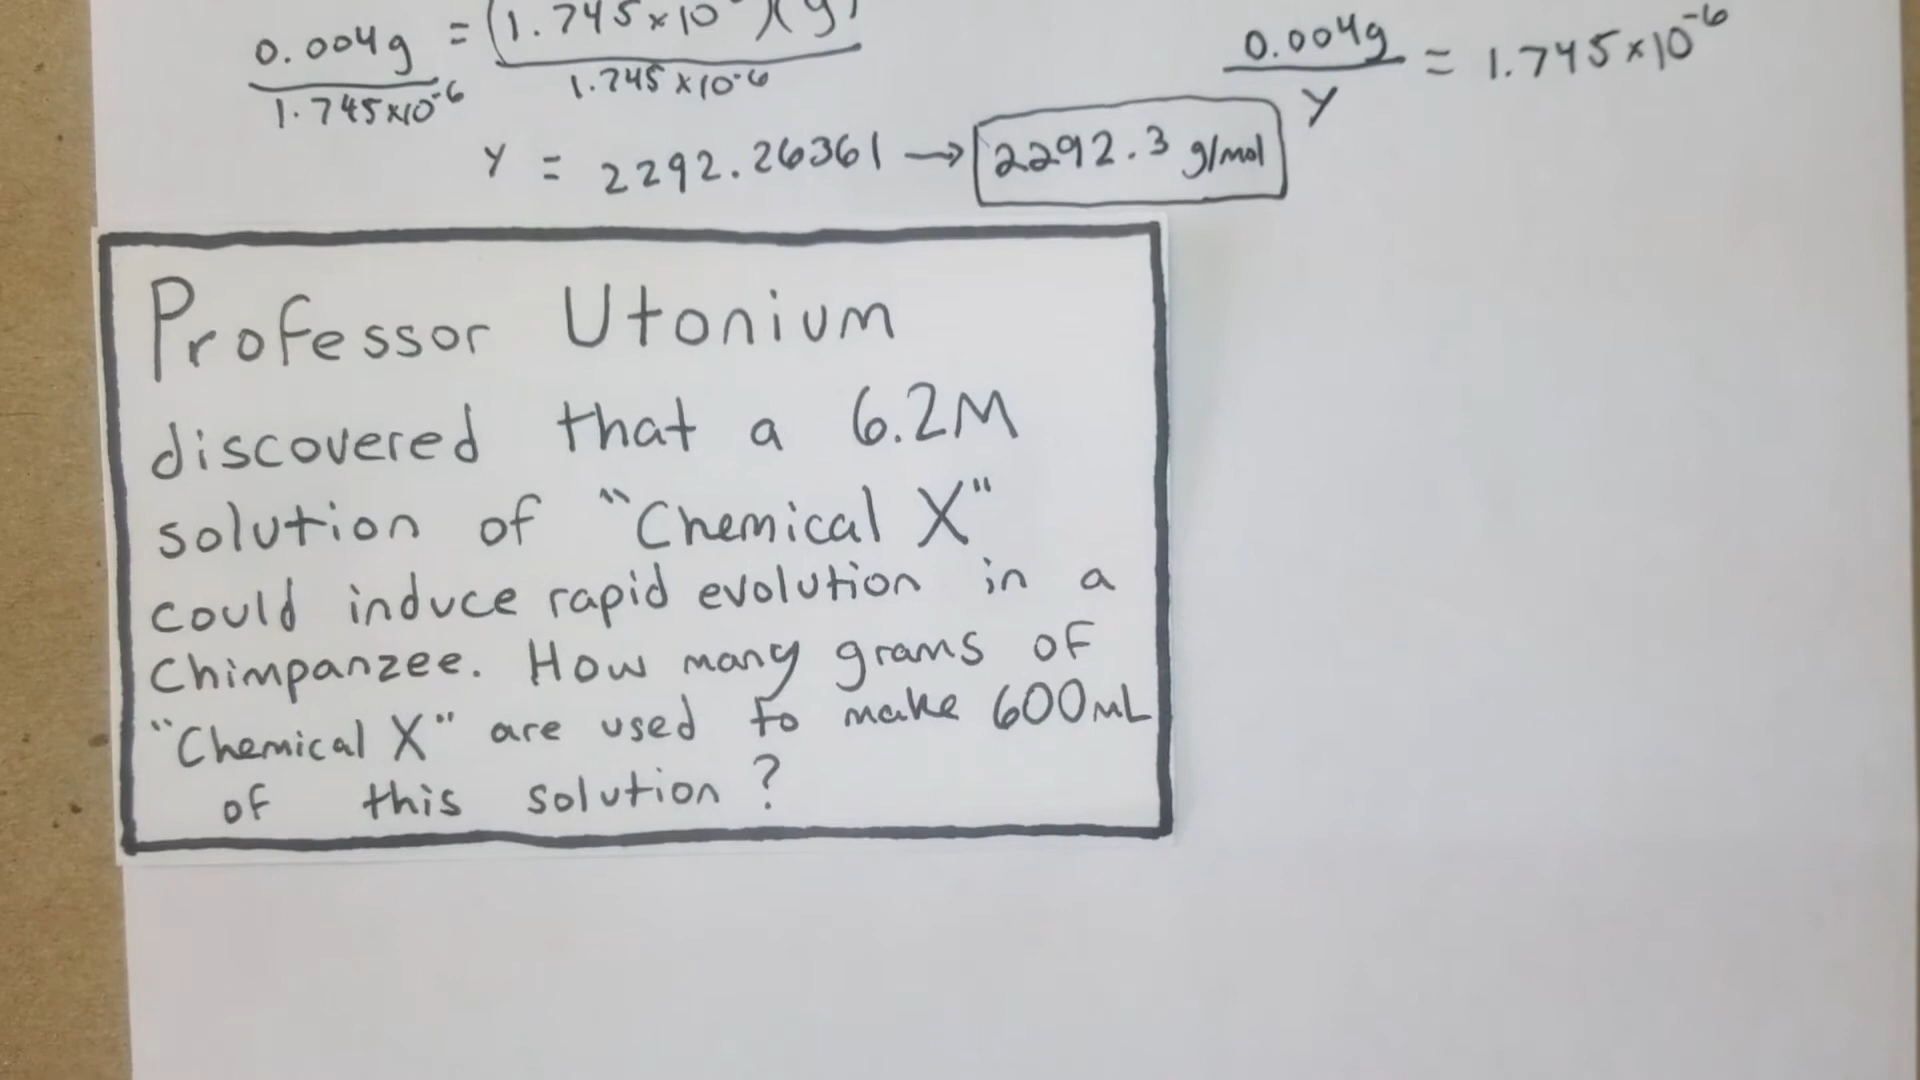 0.004g = (1.745×10 )(y)
1.745×10⁻⁶ 1.745×10⁻⁶
0.004g = 1.745×10⁻⁶
Y
Y = 2292.26361 → 2292.3 g/mol
Professor Utonium
discovered that a 6.2M
solution of "Chemical X"
could induce rapid evolution in a
Chimpanzee. How many grams of
"Chemical X" are used to make 600mL
of this solution?